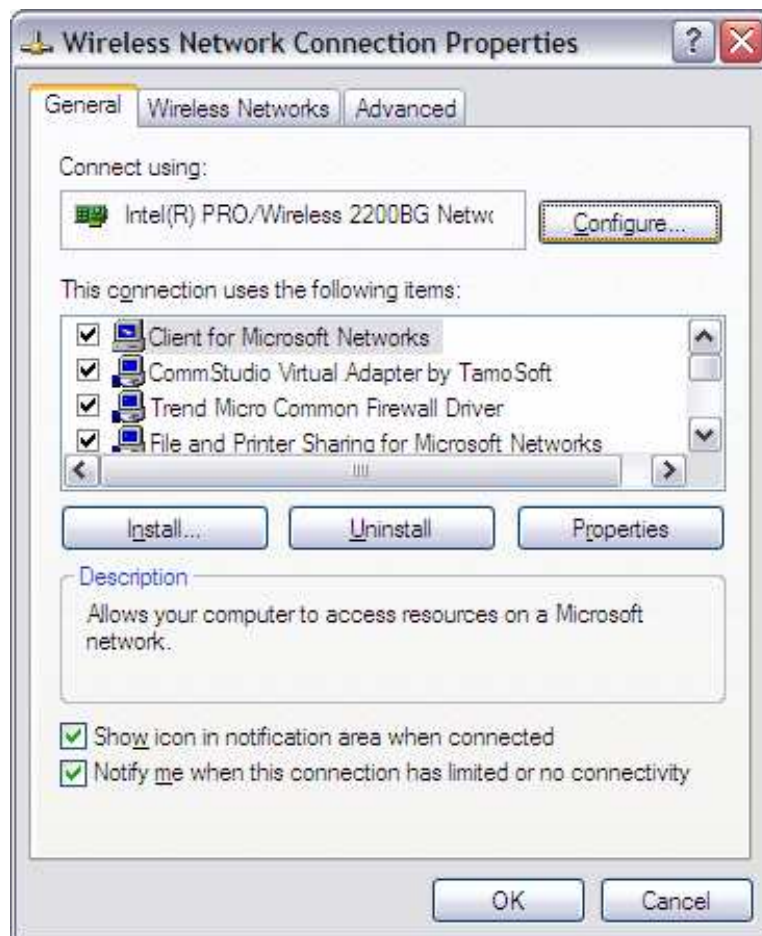 Wireless Network Connection Properties
General Wireless Networks Advanced
Connect using:
Intel(R) PRO/Wireless 2200BG Netwo
Configure...
This connection uses the following items:
Client for Microsoft Networks
CommStudio Virtual Adapter by TamoSoft
Trend Micro Common Firewall Driver
File and Printer Sharing for Microsoft Networks
Install... Uninstall Properties
Description
Allows your computer to access resources on a Microsoft
network.
Show icon in notification area when connected
Notify me when this connection has limited or no connectivity
OK Cancel